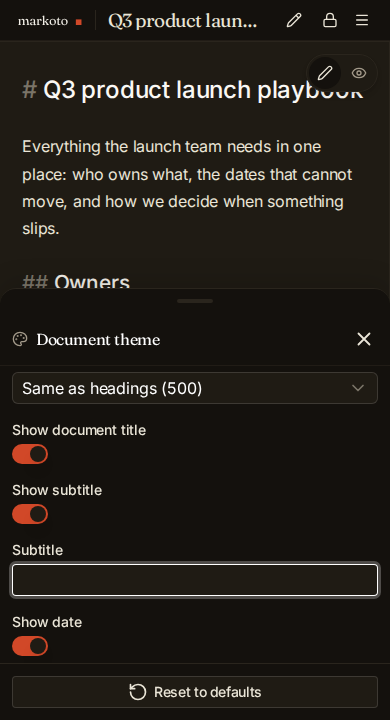 markoto
Q3 product laun...
# Q3 product launch playbook
Everything the launch team needs in one
place: who owns what, the dates that cannot
move, and how we decide when something
slips.
## Owners
Document theme
Same as headings (500)
Show document title
Show subtitle
Subtitle
Show date
Reset to defaults